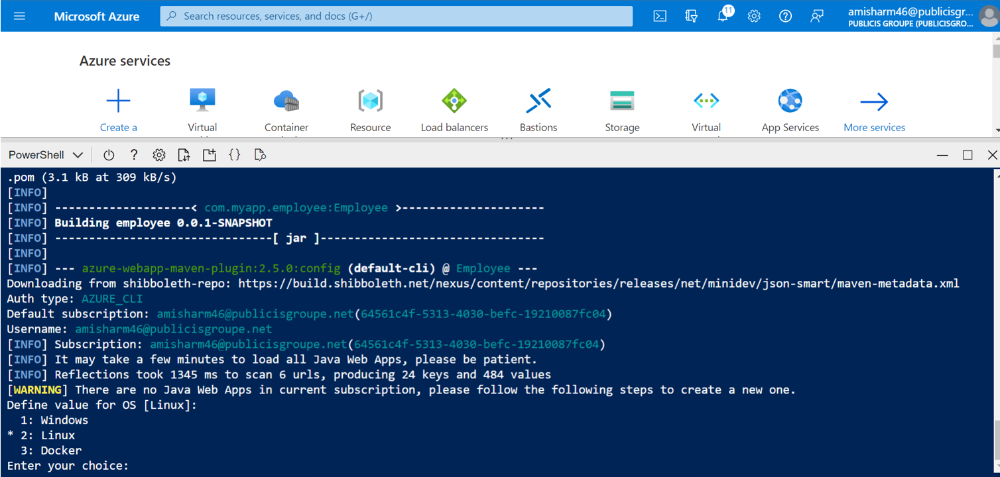 Microsoft Azure
Search resources, services, and docs (G+/)
11
amisharm46@publicisgr...
PUBLICIS GROUPE (PUBLICISGRO...
Azure services
Create a
Virtual
Container
Resource
Load balancers
Bastions
Storage
Virtual
App Services
More services
PowerShell
.pom (3.1 kB at 309 kB/s)
[INFO]
[INFO] --------------------< com.myapp.employee:Employee >---------------------
[INFO] Building employee 0.0.1-SNAPSHOT
[INFO] --------------------------------[ jar ]---------------------------------
[INFO]
[INFO] --- azure-webapp-maven-plugin:2.5.0:config (default-cli) @ Employee ---
Downloading from shibboleth-repo: https://build.shibboleth.net/nexus/content/repositories/releases/net/minidev/json-smart/maven-metadata.xml
Auth type: AZURE_CLI
Default subscription: amisharm46@publicisgroupe.net(64561c4f-5313-4030-befc-19210087fc04)
Username: amisharm46@publicisgroupe.net
[INFO] Subscription: amisharm46@publicisgroupe.net(64561c4f-5313-4030-befc-19210087fc04)
[INFO] It may take a few minutes to load all Java Web Apps, please be patient.
[INFO] Reflections took 1345 ms to scan 6 urls, producing 24 keys and 484 values
[WARNING] There are no Java Web Apps in current subscription, please follow the following steps to create a new one.
Define value for OS [Linux]:
1: Windows
* 2: Linux
3: Docker
Enter your choice: